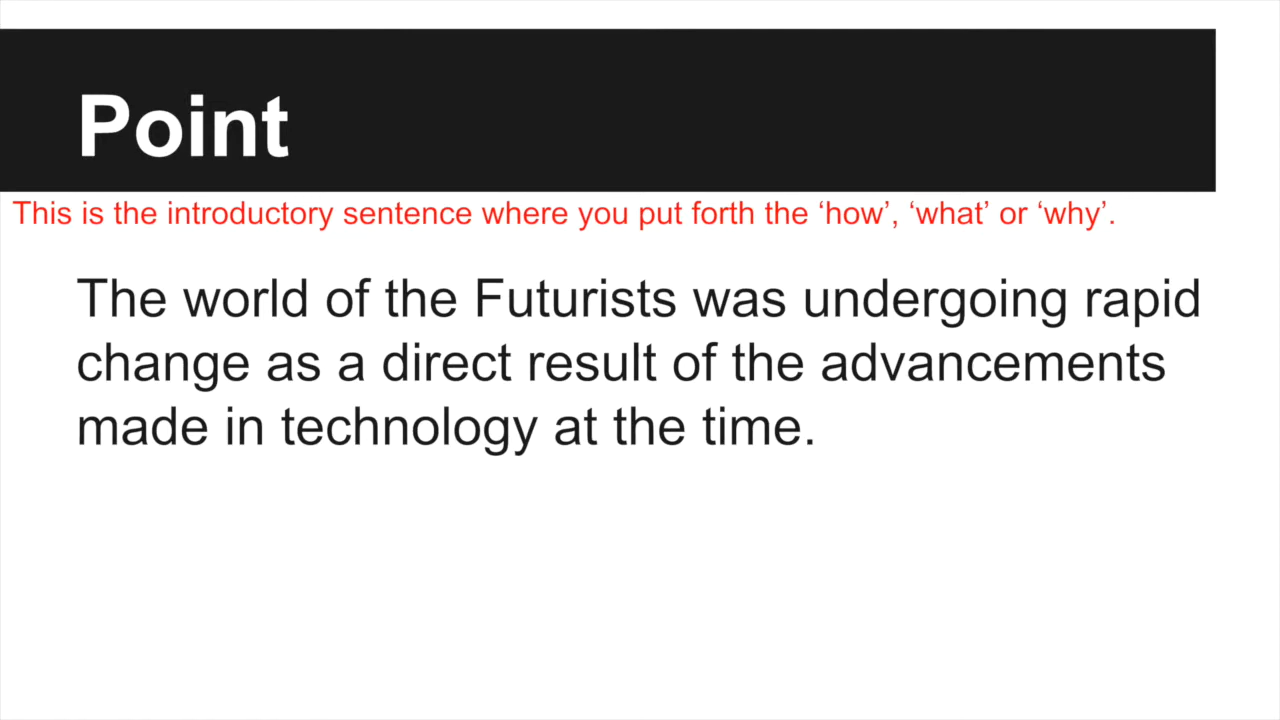 Point
This is the introductory sentence where you put forth the ‘how’, ‘what’ or ‘why’.
The world of the Futurists was undergoing rapid
change as a direct result of the advancements
made in technology at the time.